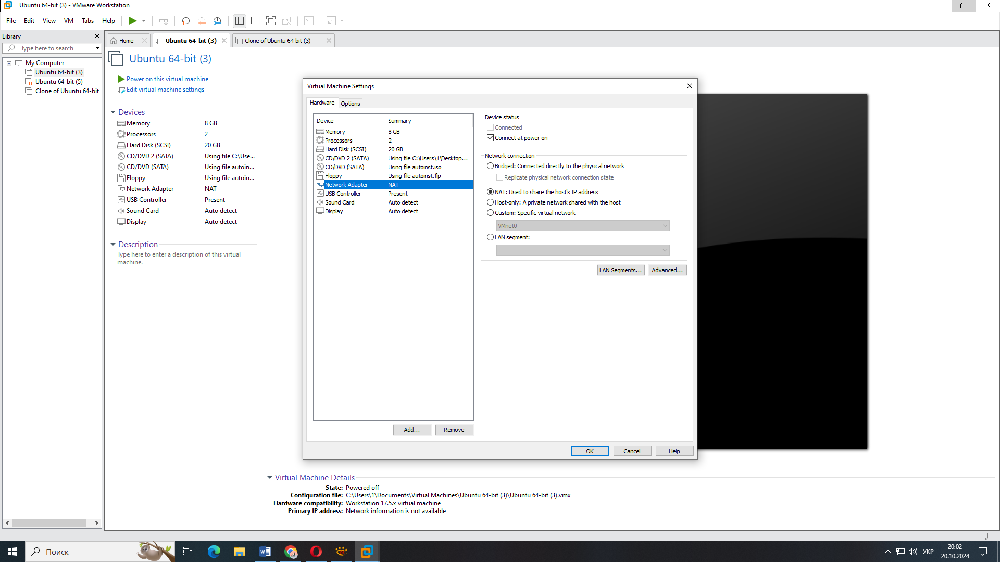 Ubuntu 64-bit (3) - VMware Workstation
File Edit View VM Tabs Help
Library
Type here to search
My Computer
Ubuntu 64-bit (3)
Ubuntu 64-bit (5)
Clone of Ubuntu 64-bit
Home
Ubuntu 64-bit (3)
Clone of Ubuntu 64-bit (3)
Ubuntu 64-bit (3)
Power on this virtual machine
Edit virtual machine settings
Devices
Memory 8 GB
Processors 2
Hard Disk (SCSI) 20 GB
CD/DVD 2 (SATA) Using file C:\Use...
CD/DVD (SATA) Using file autoin...
Floppy Using file autoin...
Network Adapter NAT
USB Controller Present
Sound Card Auto detect
Display Auto detect
Description
Type here to enter a description of this virtual
machine.
Virtual Machine Settings
Hardware Options
Device Summary
Memory 8 GB
Processors 2
Hard Disk (SCSI) 20 GB
CD/DVD 2 (SATA) Using file C:\Users\1\Desktop...
CD/DVD (SATA) Using file autoinst.iso
Floppy Using file autoinst.flp
Network Adapter NAT
USB Controller Present
Sound Card Auto detect
Display Auto detect
Add... Remove
Device status
Connected
Connect at power on
Network connection
Bridged: Connected directly to the physical network
Replicate physical network connection state
NAT: Used to share the host's IP address
Host-only: A private network shared with the host
Custom: Specific virtual network
VMnet0
LAN segment:
LAN Segments... Advanced...
OK Cancel Help
Virtual Machine Details
State: Powered off
Configuration file: C:\Users\1\Documents\Virtual Machines\Ubuntu 64-bit (3)\Ubuntu 64-bit (3).vmx
Hardware compatibility: Workstation 17.5.x virtual machine
Primary IP address: Network information is not available
Поиск
УКР
20:02
20.10.2024